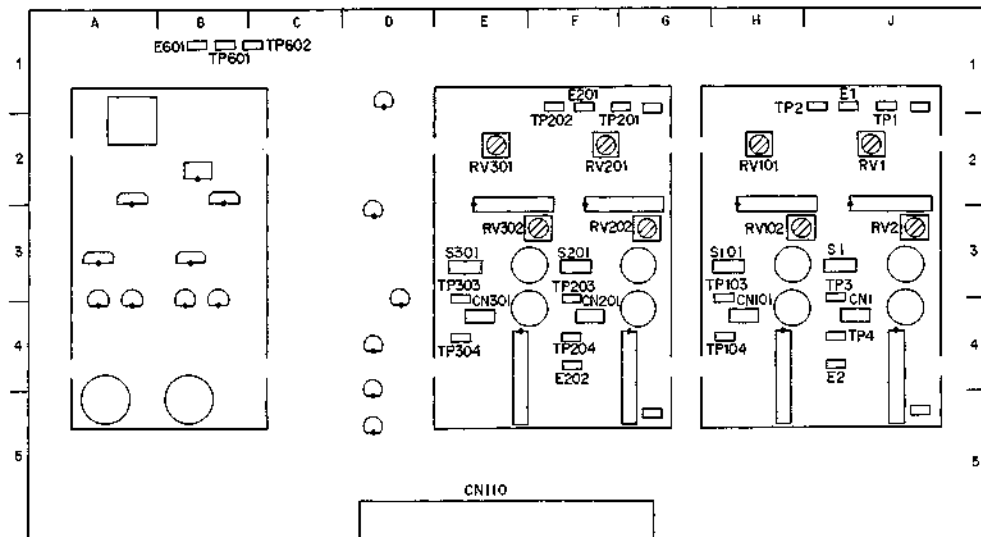 A B C D E F G H J
E601 TP602
TP601
1 1
E201 E1
TP202 TP201 TP2 TP1
2 RV301 RV201 RV101 RV1 2
RV302 RV202 RV102 RV2
3 S301 S201 S101 S1 3
TP303 TP203 TP103 TP3
CN301 CN201 CN101 CN1
4 TP304 TP204 TP104 TP4 4
E202 E2
5 5
CN110